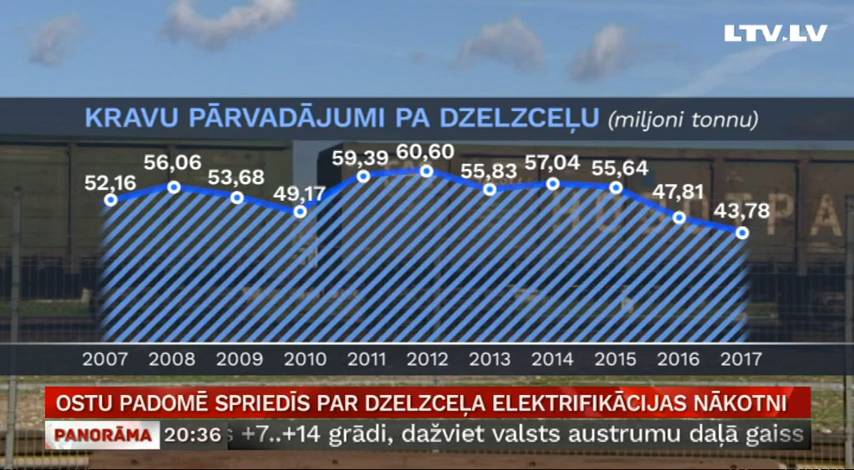 LTV.LV
KRAVU PĀRVADĀJUMI PA DZELZCEĻU (miljoni tonnu)
52,16 56,06 53,68 49,17 59,39 60,60 55,83 57,04 55,64 47,81 43,78
2007 2008 2009 2010 2011 2012 2013 2014 2015 2016 2017
OSTU PADOMĒ SPRIEDĪS PAR DZELZCEĻA ELEKTRIFIKĀCIJAS NĀKOTNI
PANORĀMA 20:36 +7..+14 grādi, dažviet valsts austrumu daļā gaiss